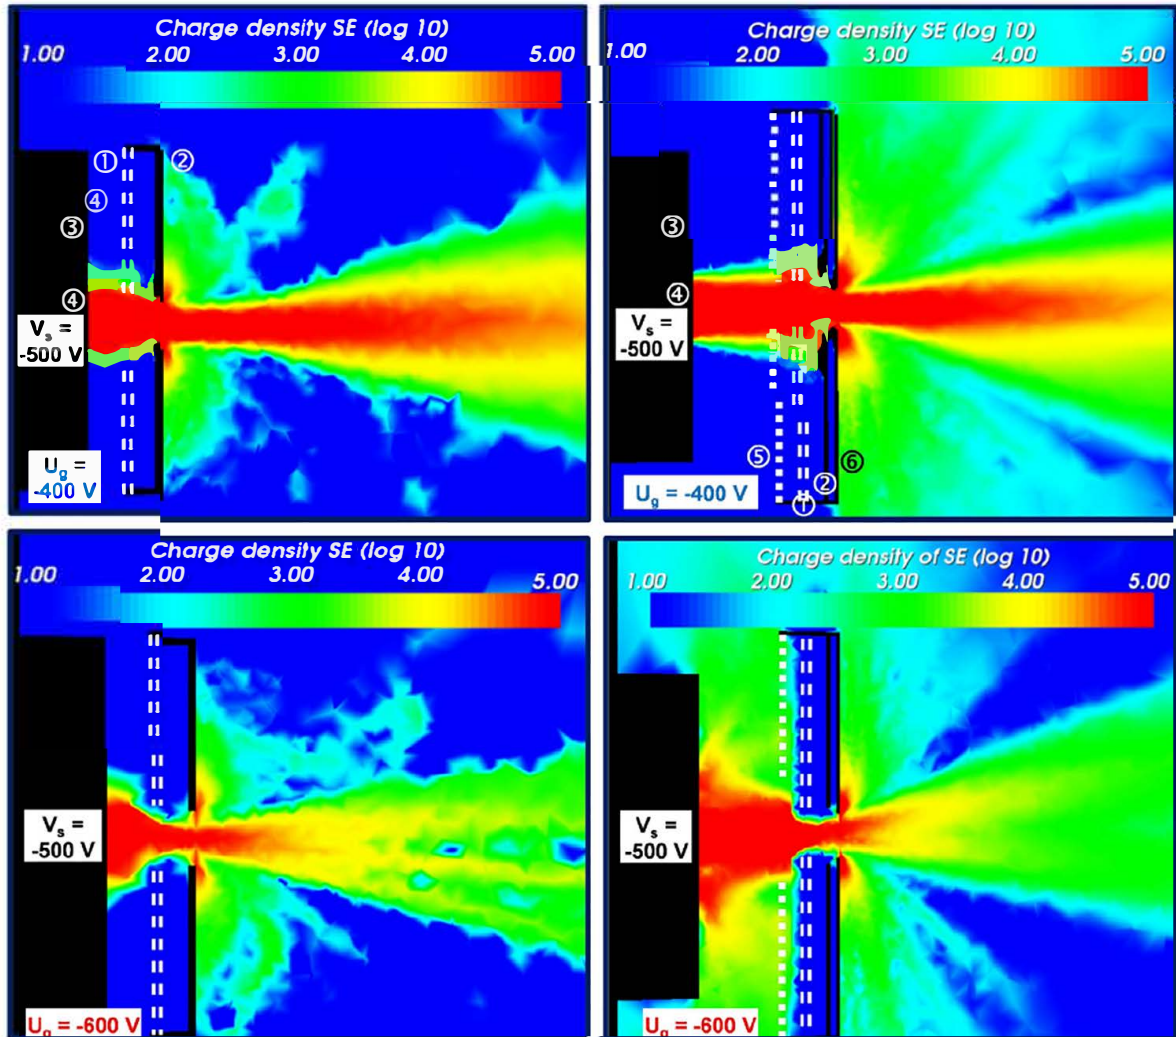 Charge density SE (log 10)
1.00 2.00 3.00 4.00 5.00
① ②
④
③
④
V_s =
-500 V
U_g =
-400 V
Charge density SE (log 10)
1.00 2.00 3.00 4.00 5.00
③
④
V_s =
-500 V
⑤ ⑥
②
U_g = -400 V ①
Charge density SE (log 10)
1.00 2.00 3.00 4.00 5.00
V_s =
-500 V
U_g = -600 V
Charge density of SE (log 10)
1.00 2.00 3.00 4.00 5.00
V_s =
-500 V
U_g = -600 V